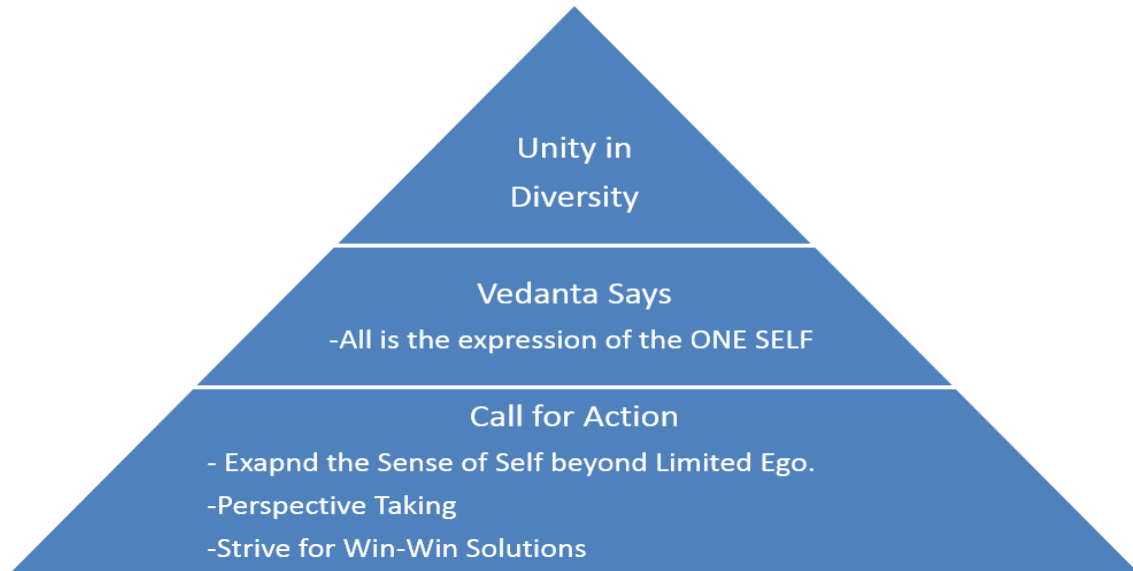 Unity in
Diversity
Vedanta Says
-All is the expression of the ONE SELF
Call for Action
- Exapnd the Sense of Self beyond Limited Ego.
-Perspective Taking
-Strive for Win-Win Solutions